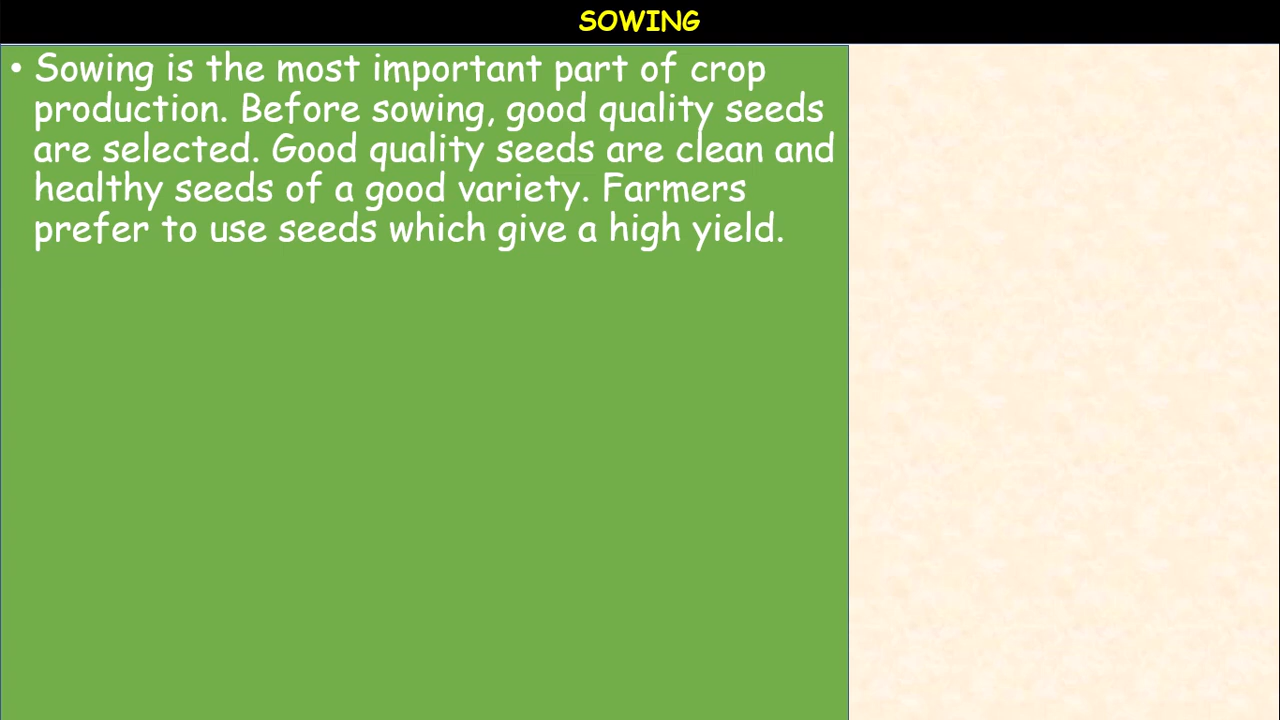 SOWING
• Sowing is the most important part of crop
production. Before sowing, good quality seeds
are selected. Good quality seeds are clean and
healthy seeds of a good variety. Farmers
prefer to use seeds which give a high yield.